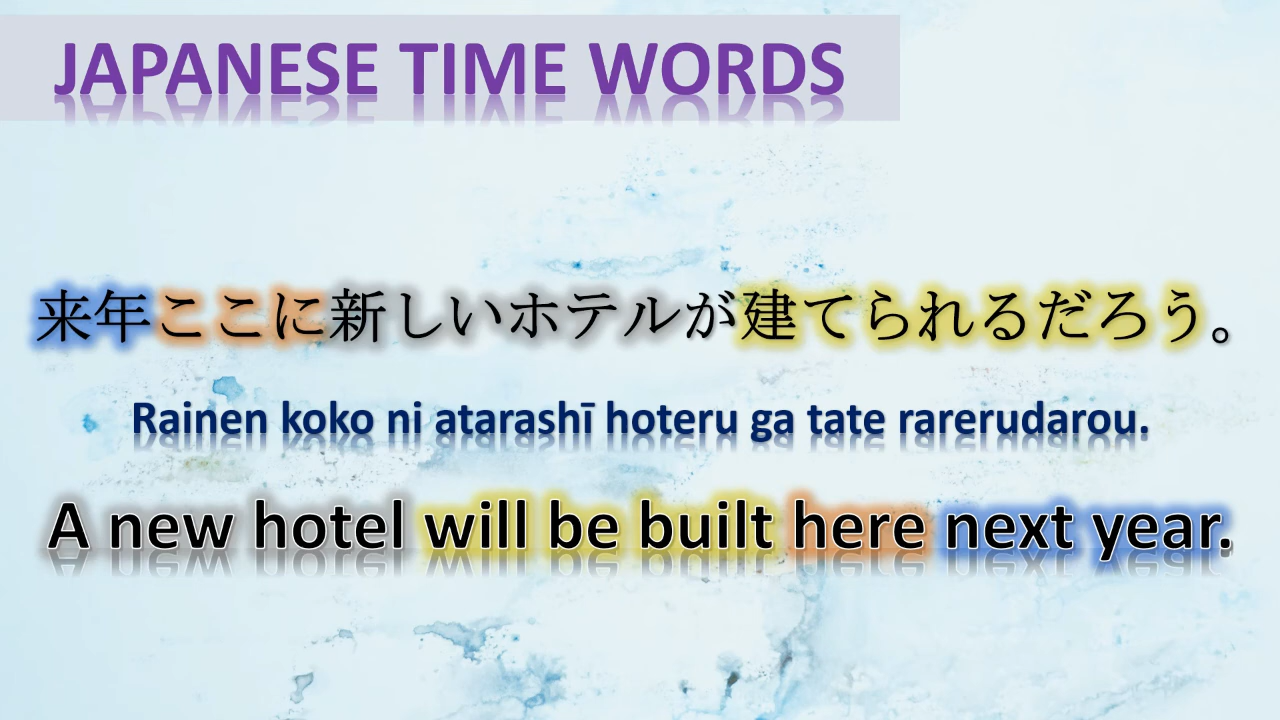 JAPANESE TIME WORDS
来年ここに新しいホテルが建てられるだろう。
Rainen koko ni atarashī hoteru ga tate rarerudarou.
A new hotel will be built here next year.